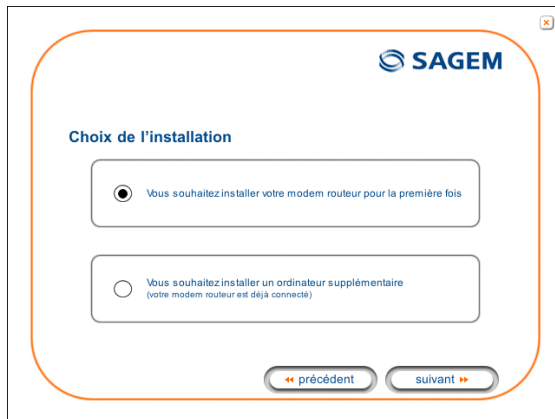 SAGEM
Choix de l'installation
Vous souhaitez installer votre modem routeur pour la première fois
Vous souhaitez installer un ordinateur supplémentaire
(votre modem routeur est déjà connecté)
précédent
suivant